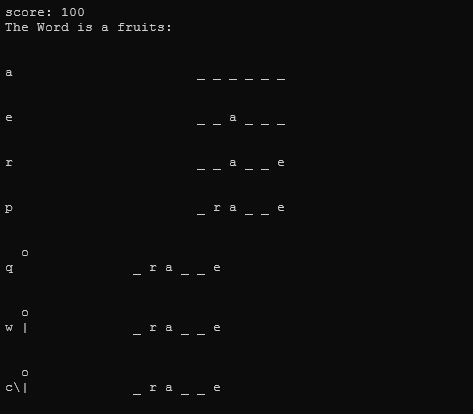 score: 100
The Word is a fruits:
a _ _ _ _ _ _
e _ _ a _ _ _
r _ _ a _ _ e
p _ r a _ _ e
o
q _ r a _ _ e
o
w | _ r a _ _ e
o
c\| _ r a _ _ e